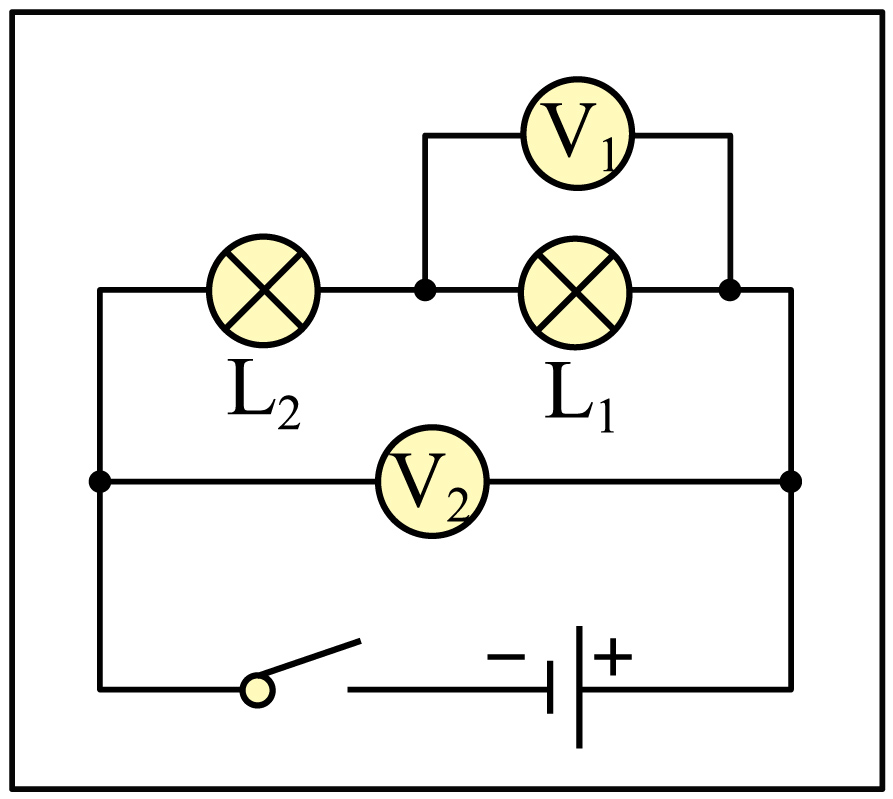 V₁
L₂
L₁
V₂
− +